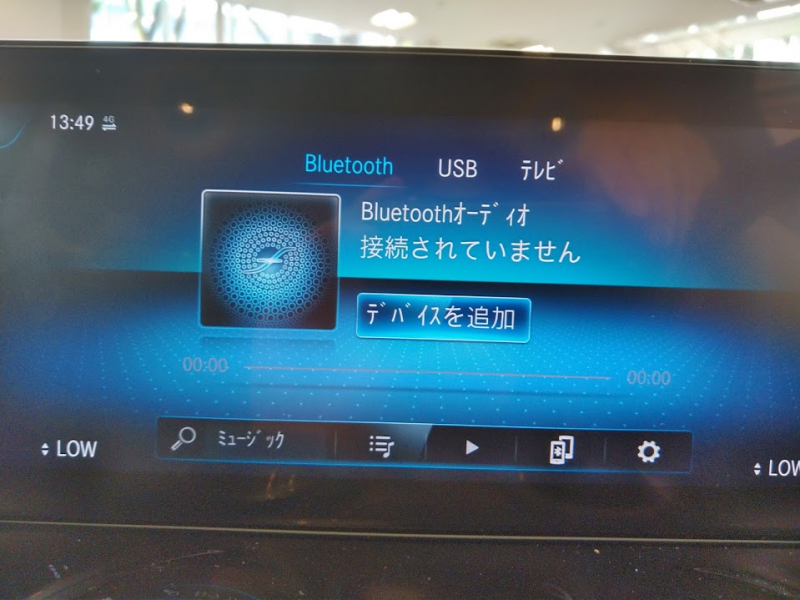 13:49 4G
Bluetooth USB ﾃﾚﾋﾞ
Bluetoothｵｰﾃﾞｨｵ
接続されていません
ﾃﾞﾊﾞｲｽを追加
00:00 00:00
LOW ﾐｭｰｼﾞｯｸ LOW